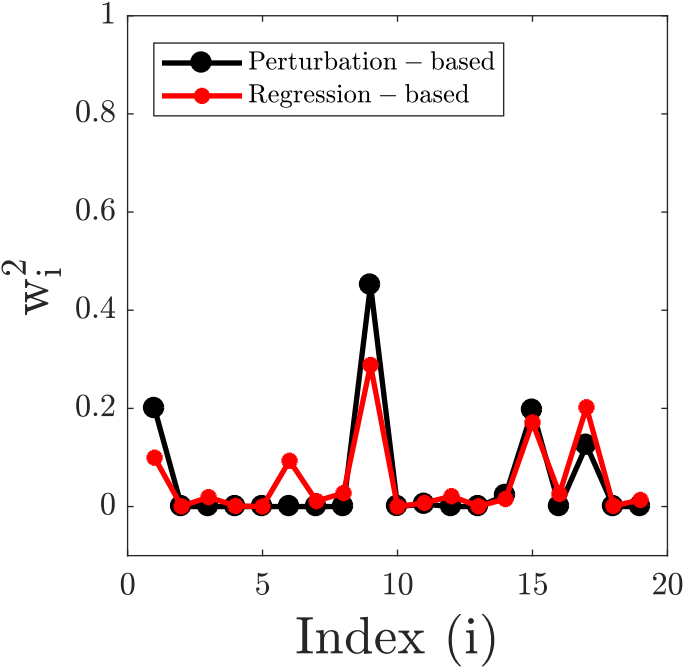 1
Perturbation – based
Regression – based
0.8
0.6
w_i^2
0.4
0.2
0
0 5 10 15 20
Index (i)